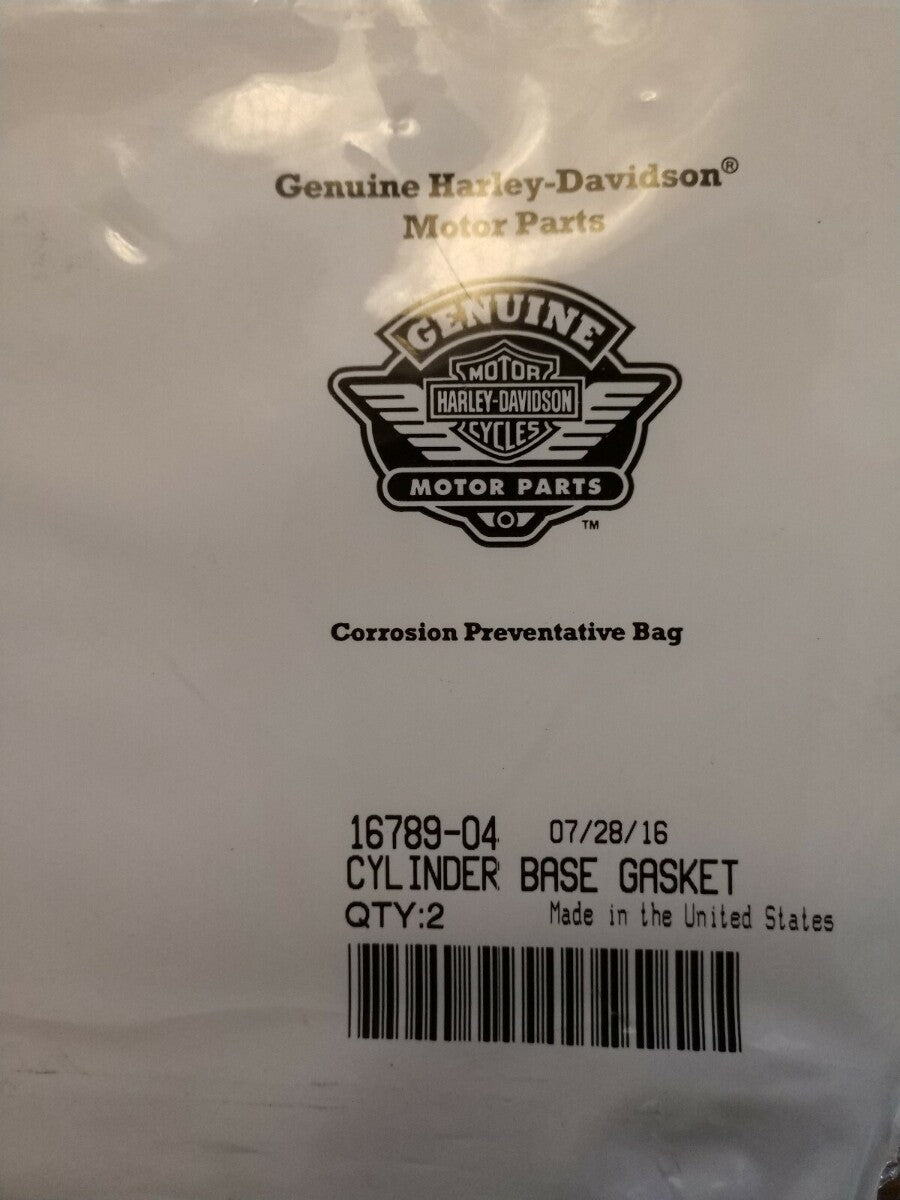 Genuine Harley-Davidson®
Motor Parts
GENUINE
MOTOR
HARLEY-DAVIDSON
CYCLES
MOTOR PARTS
TM
Corrosion Preventative Bag
16789-04 07/28/16
CYLINDER BASE GASKET
QTY:2 Made in the United States